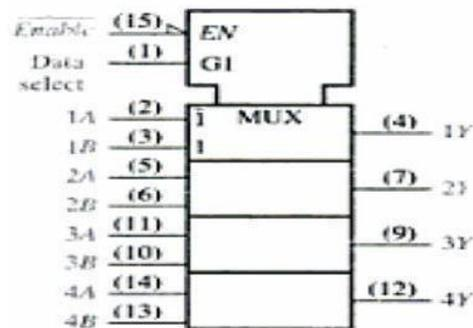 Enable (15) EN
Data select (1) G1
1A (2) 1̄ MUX (4) 1Y
1B (3) 1
2A (5) (7) 2Y
2B (6)
3A (11) (9) 3Y
3B (10)
4A (14) (12) 4Y
4B (13)